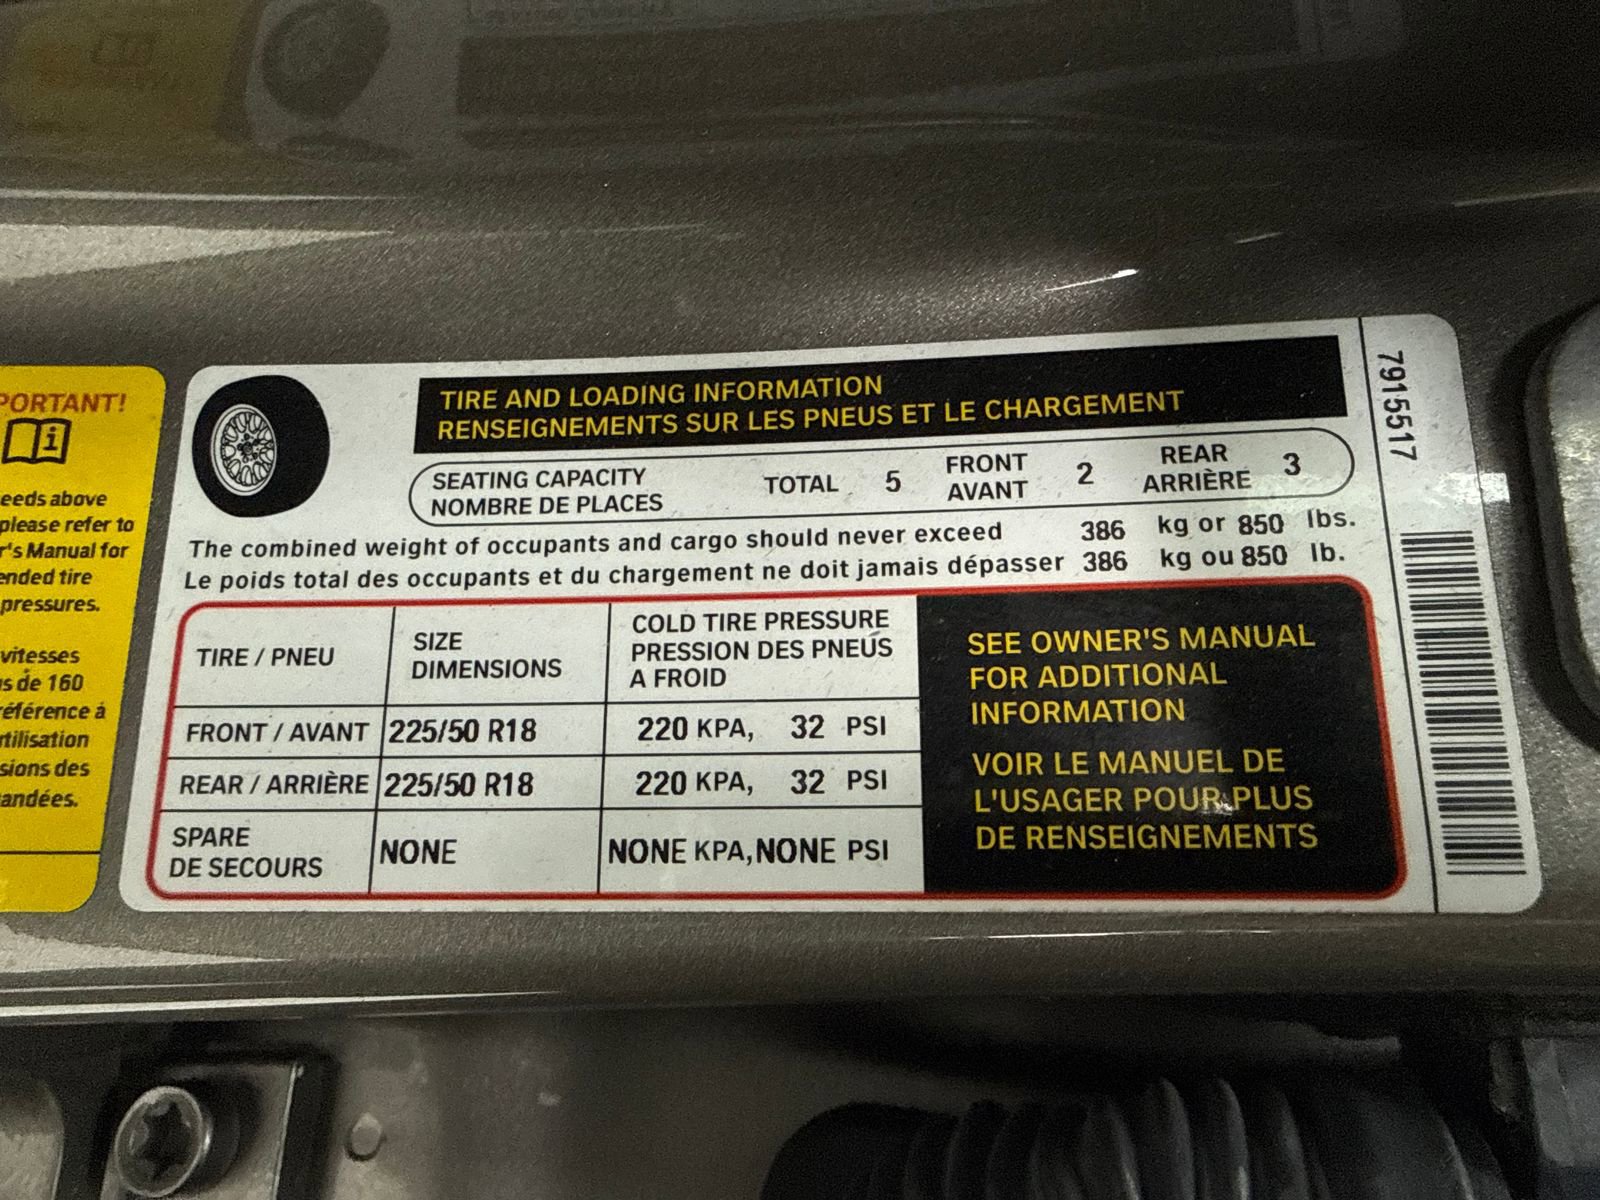 PORTANT!
i
eeds above
please refer to
r's Manual for
ended tire
pressures.
vitesses
s de 160
référence à
tilisation
sions des
andées.
TIRE AND LOADING INFORMATION
RENSEIGNEMENTS SUR LES PNEUS ET LE CHARGEMENT
SEATING CAPACITY
NOMBRE DE PLACES
TOTAL 5
FRONT
AVANT
2
REAR
ARRIÈRE
3
The combined weight of occupants and cargo should never exceed 386 kg or 850 lbs.
Le poids total des occupants et du chargement ne doit jamais dépasser 386 kg ou 850 lb.
TIRE / PNEU
SIZE
DIMENSIONS
COLD TIRE PRESSURE
PRESSION DES PNEUS
A FROID
FRONT / AVANT 225/50 R18 220 KPA, 32 PSI
REAR / ARRIÈRE 225/50 R18 220 KPA, 32 PSI
SPARE
DE SECOURS
NONE NONE KPA, NONE PSI
SEE OWNER'S MANUAL
FOR ADDITIONAL
INFORMATION
VOIR LE MANUEL DE
L'USAGER POUR PLUS
DE RENSEIGNEMENTS
7915517